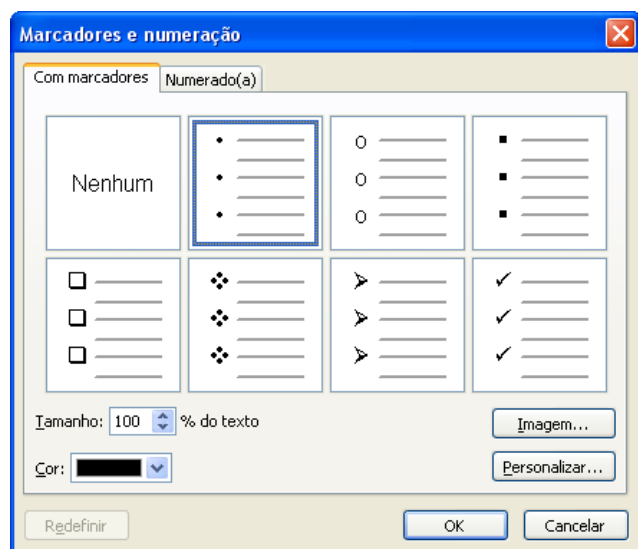 Marcadores e numeração
Com marcadores
Numerado(a)
Nenhum
Tamanho: 100 % do texto
Imagem...
Cor:
Personalizar...
Redefinir
OK
Cancelar